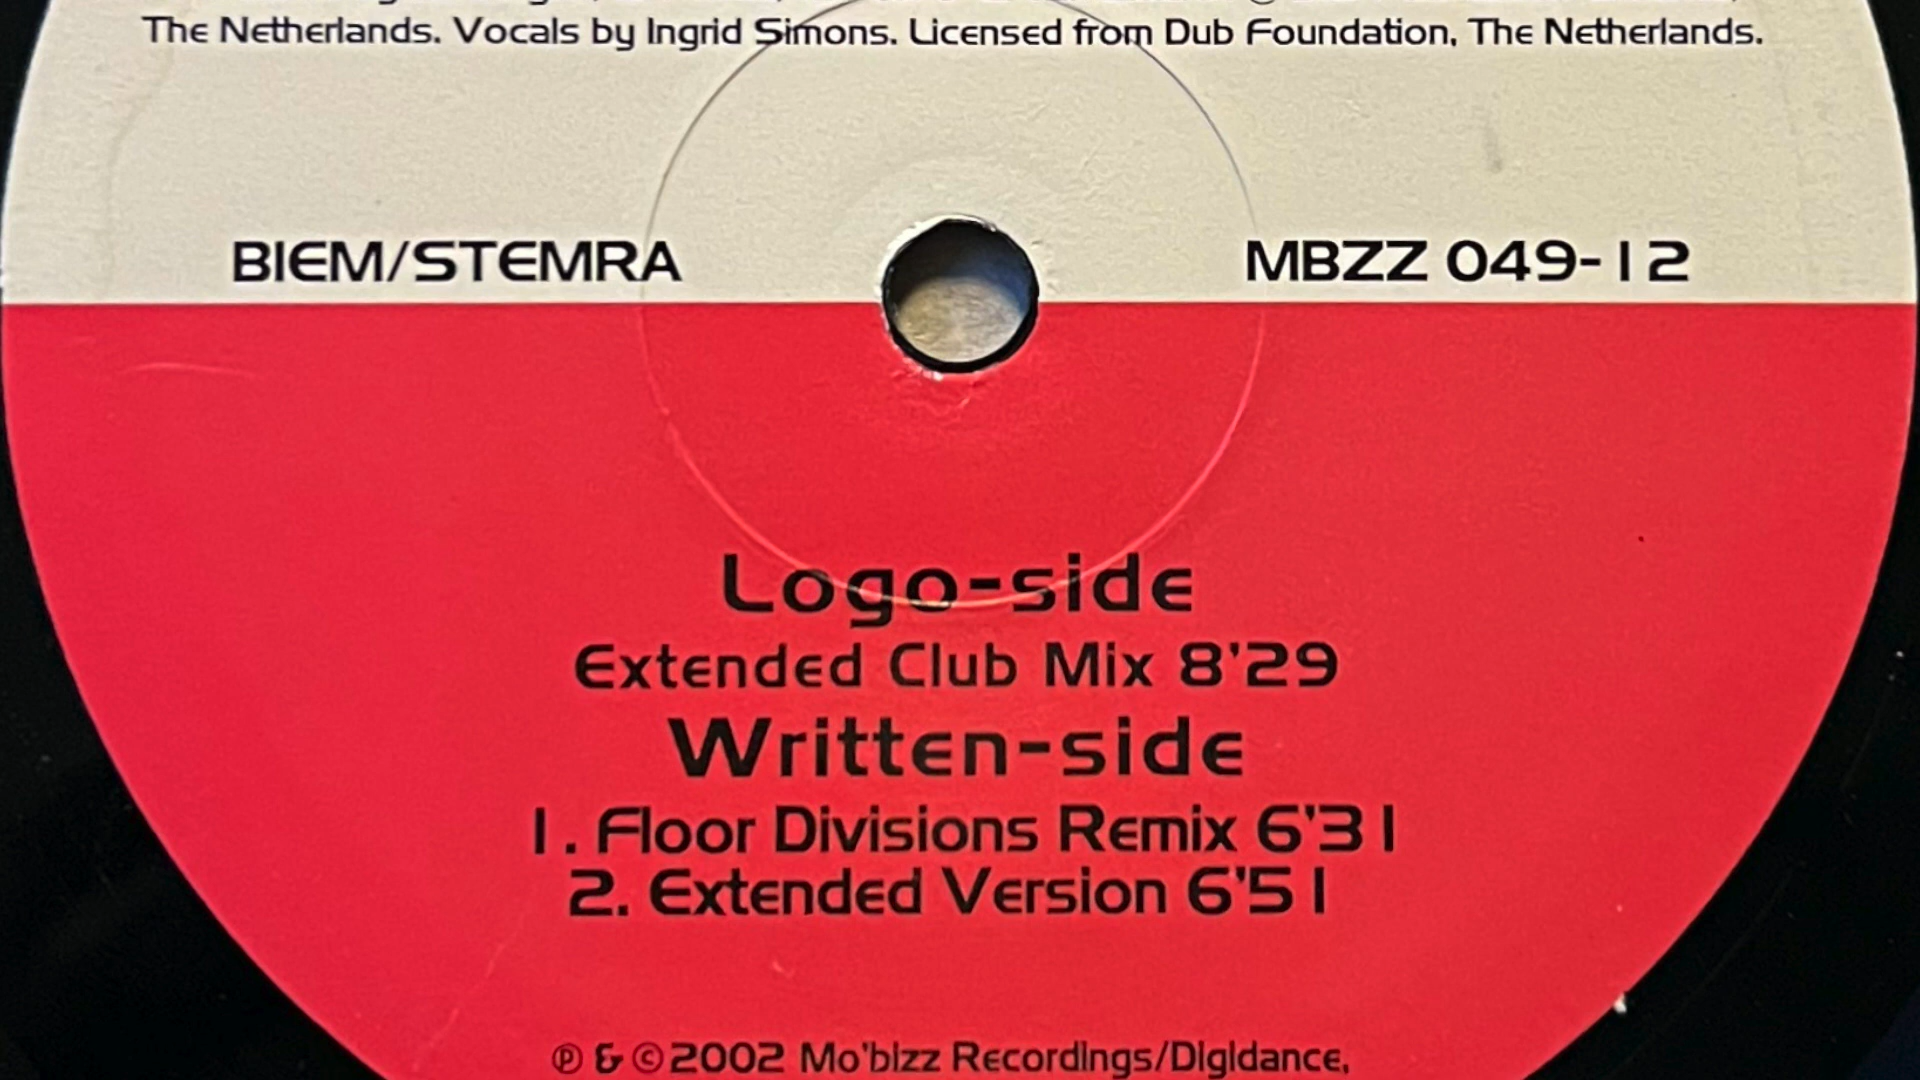 The Netherlands. Vocals by Ingrid Simons. Licensed from Dub Foundation, The Netherlands.
BIEM/STEMRA
MBZZ 049-12
Logo-side
Extended Club Mix 8'29
Written-side
1. Floor Divisions Remix 6'31
2. Extended Version 6'51
℗ & © 2002 Mo'bizz Recordings/Digidance,